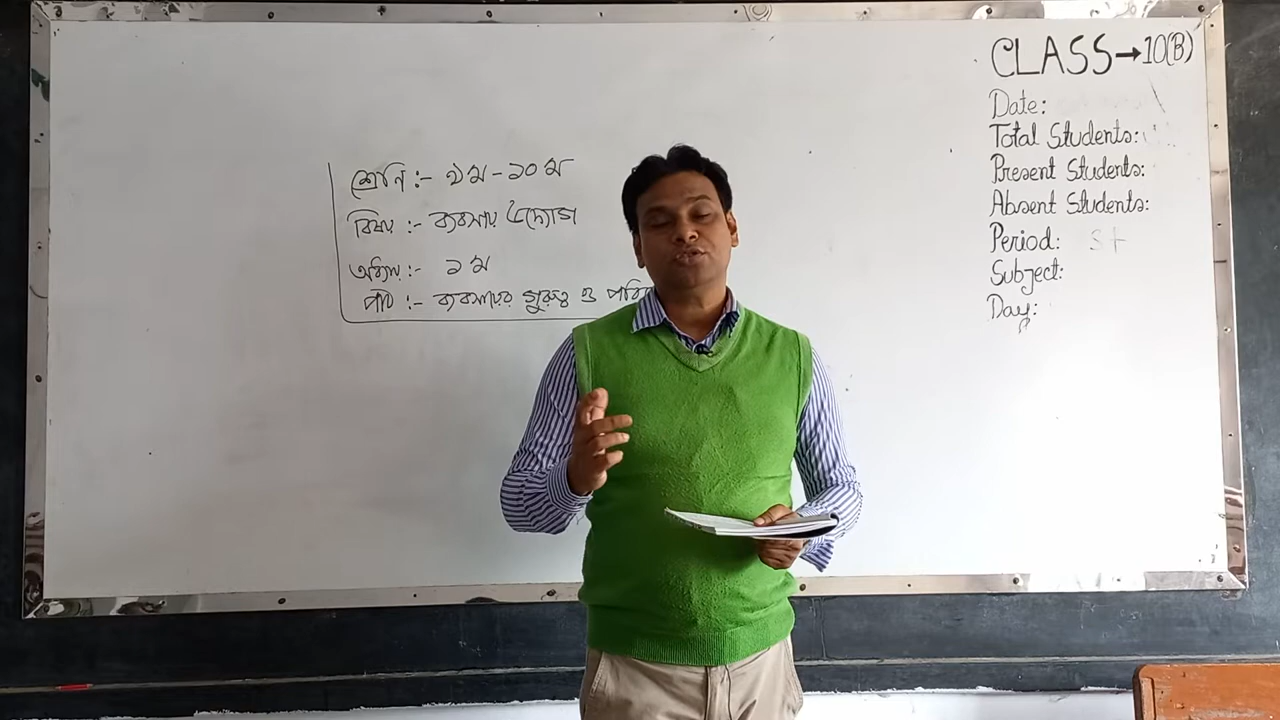 শ্রেণি :- ৯ম - ১০ম
বিষয় :- ব্যবসায় উদ্যোগ
অধ্যায় :- ১ম
পাঠ :- ব্যবসায়ের গুরুত্ব ও
CLASS→10(B)
Date:
Total Students:
Present Students:
Absent Students:
Period: st
Subject:
Day: